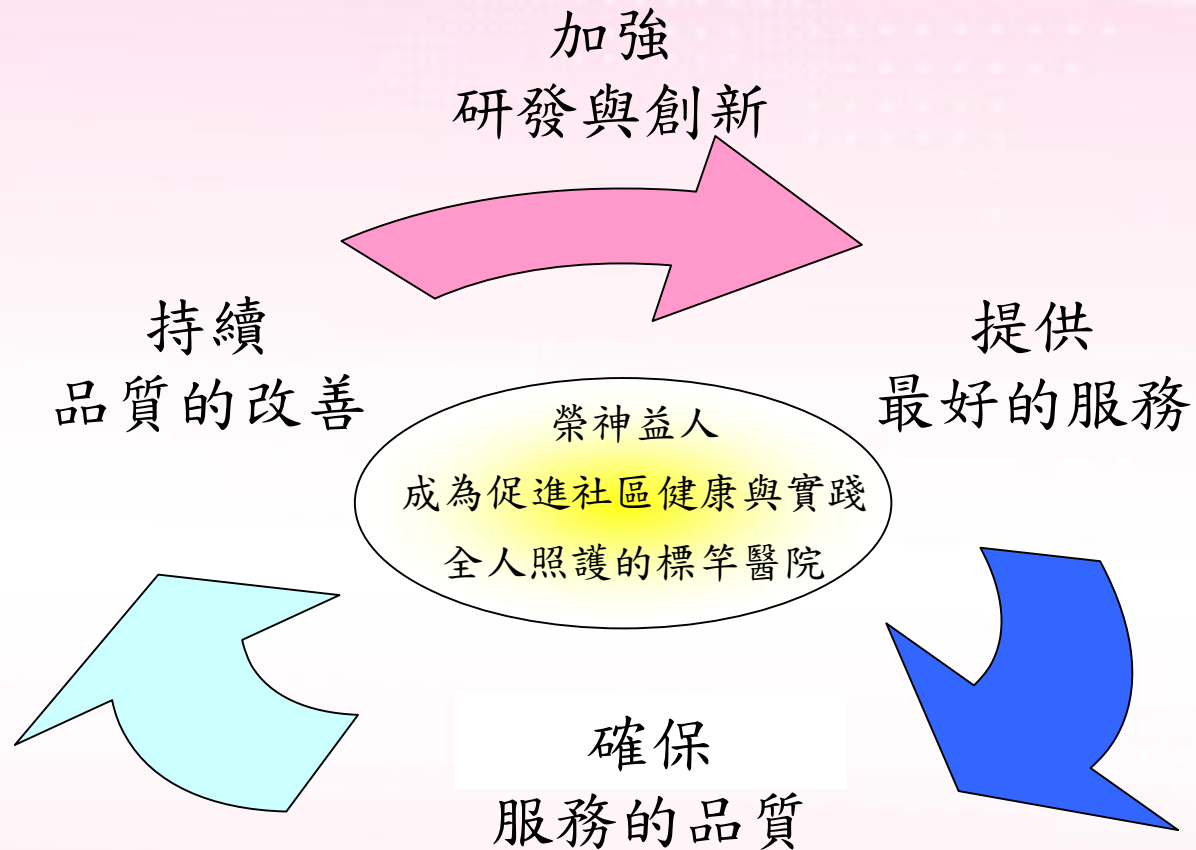 加強
研發與創新
持續
品質的改善
提供
最好的服務
榮神益人
成為促進社區健康與實踐
全人照護的標竿醫院
確保
服務的品質